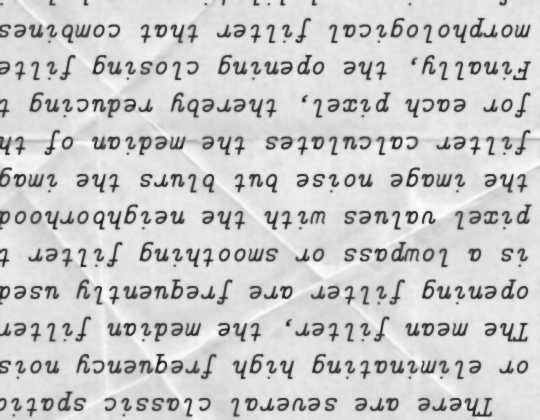 There are several classic spatia
or eliminating high frequency nois
The mean filter, the median filter
opening filter are frequently used
is a lowpass or smoothing filter t
pixel values with the neighborhood
the image noise but blurs the imag
filter calculates the median of th
for each pixel, thereby reducing t
Finally, the opening closing filte
morphological filter that combines